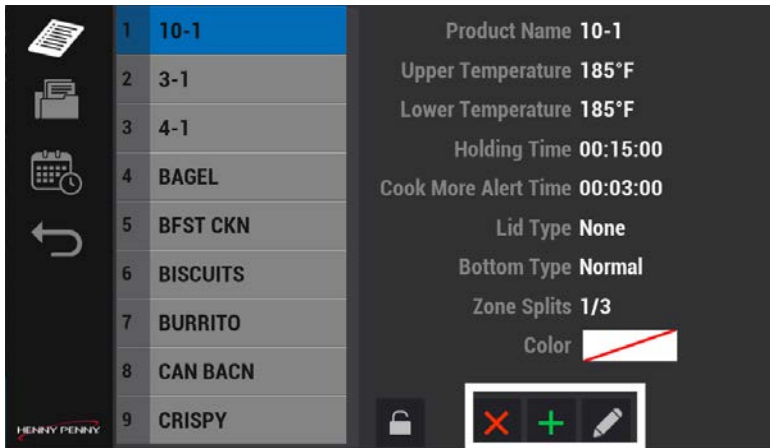 1 10-1
2 3-1
3 4-1
4 BAGEL
5 BFST CKN
6 BISCUITS
7 BURRITO
8 CAN BACN
9 CRISPY
Product Name 10-1
Upper Temperature 185°F
Lower Temperature 185°F
Holding Time 00:15:00
Cook More Alert Time 00:03:00
Lid Type None
Bottom Type Normal
Zone Splits 1/3
Color
HENNY PENNY